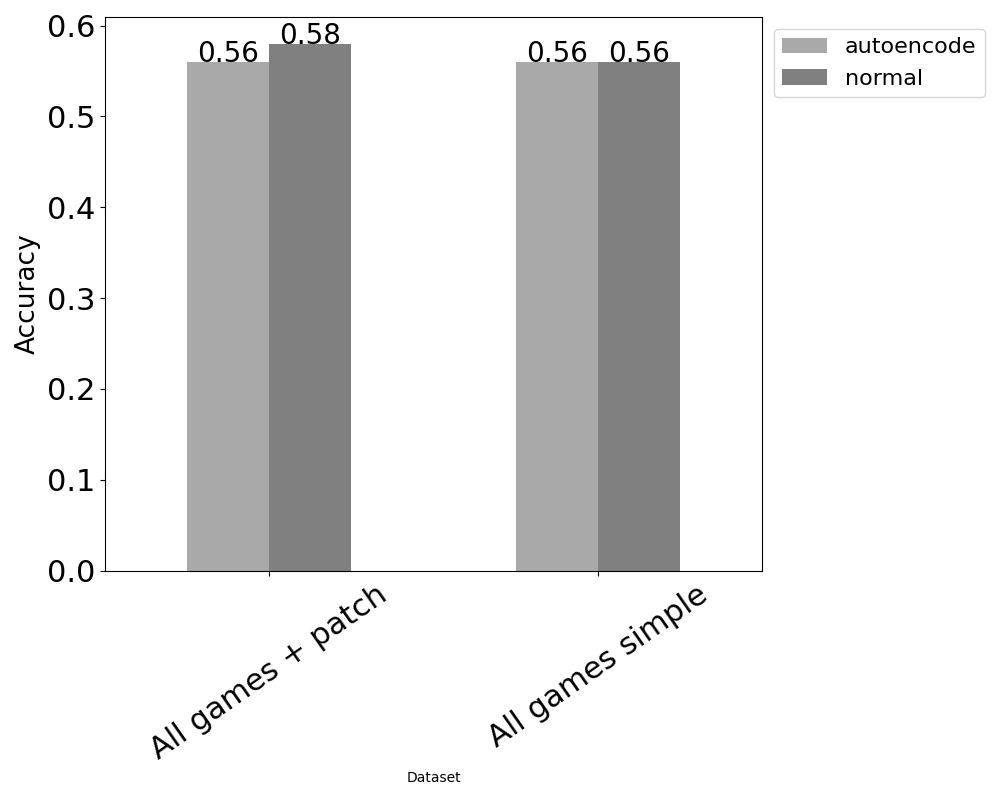 0.56
0.58
0.56
0.56
autoencode
normal
0.6
0.5
0.4
0.3
0.2
0.1
0.0
Accuracy
All games + patch
All games simple
Dataset